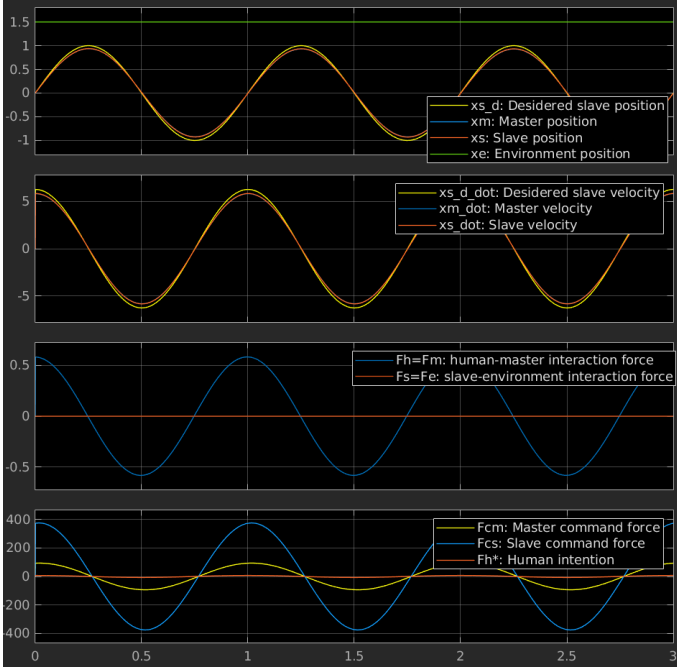 1.5
1
0.5
0
-0.5
-1
xs_d: Desidered slave position
xm: Master position
xs: Slave position
xe: Environment position
5
0
-5
xs_d_dot: Desidered slave velocity
xm_dot: Master velocity
xs_dot: Slave velocity
0.5
0
-0.5
Fh=Fm: human-master interaction force
Fs=Fe: slave-environment interaction force
400
200
0
-200
-400
Fcm: Master command force
Fcs: Slave command force
Fh*: Human intention
0 0.5 1 1.5 2 2.5 3